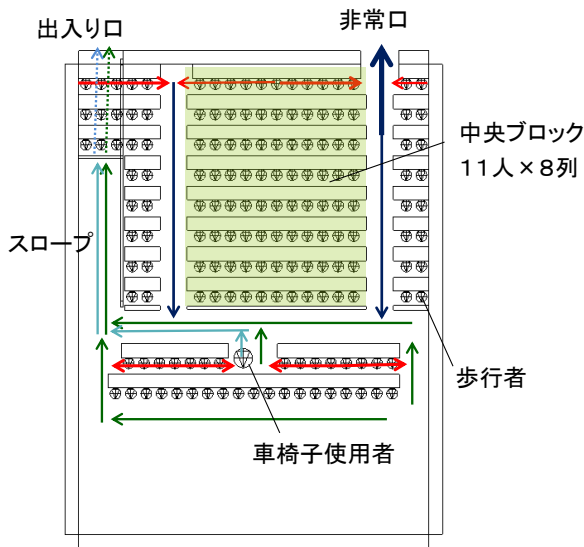 出入り口
非常口
中央ブロック
11人×8列
スロープ
歩行者
車椅子使用者